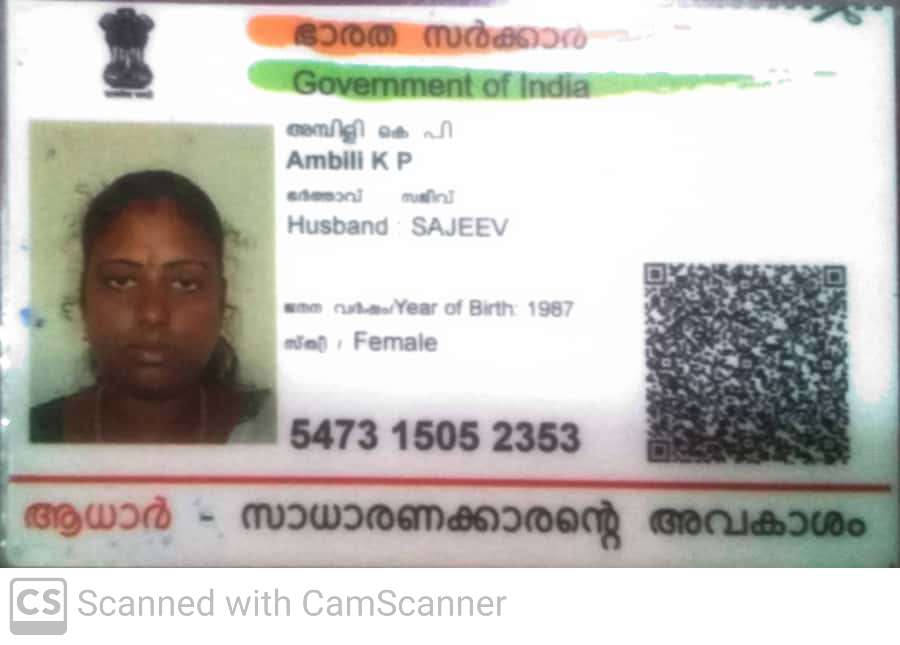 ഭാരത സർക്കാർ
Government of India
അമ്പിളി കെ പി
Ambili K P
ഭർത്താവ് സജീവ്
Husband : SAJEEV
ജനന വർഷം/Year of Birth: 1987
സ്ത്രീ / Female
5473 1505 2353
ആധാർ - സാധാരണക്കാരന്റെ അവകാശം
CS Scanned with CamScanner